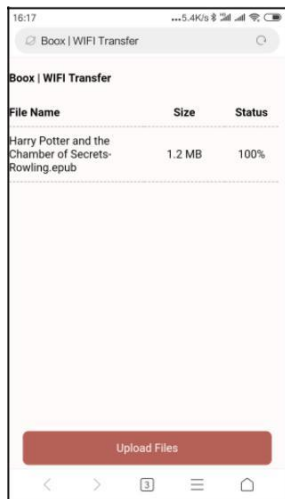 16:17 ...5.4K/s
Boox | WIFI Transfer
Boox | WIFI Transfer
File Name Size Status
Harry Potter and the
Chamber of Secrets- 1.2 MB 100%
Rowling.epub
Upload Files
3